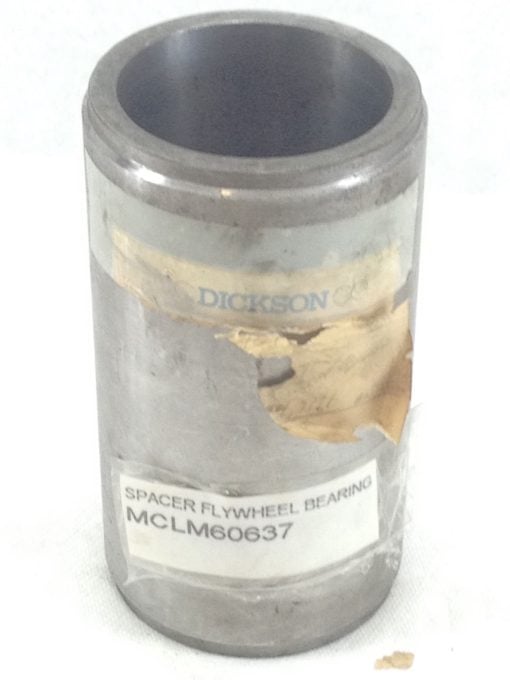 DICKSON
SPACER FLYWHEEL BEARING
MCLM60637